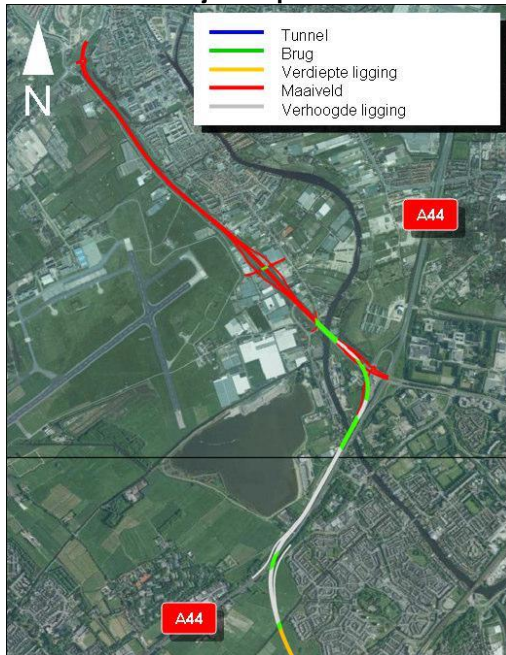 N
Tunnel
Brug
Verdiepte ligging
Maaiveld
Verhoogde ligging
A44
A44